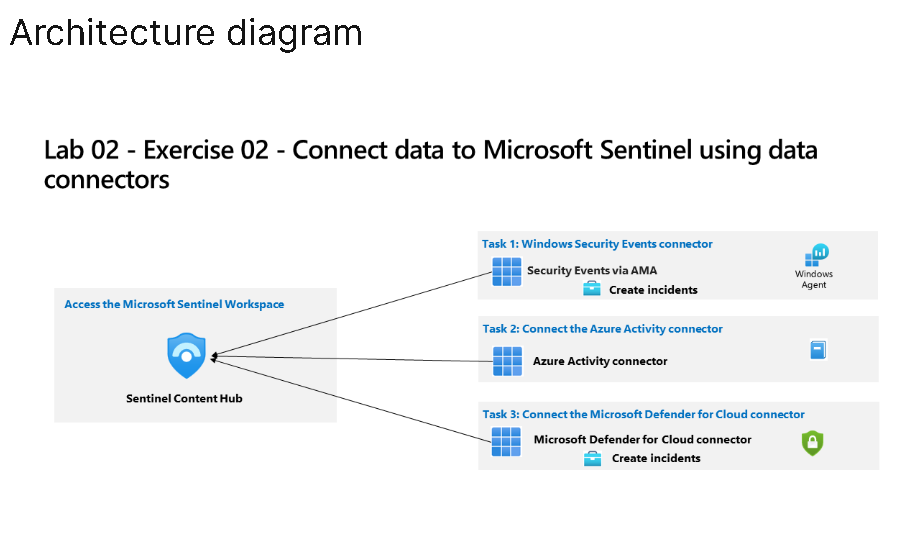 Architecture diagram
Lab 02 - Exercise 02 - Connect data to Microsoft Sentinel using data
connectors
Access the Microsoft Sentinel Workspace
Sentinel Content Hub
Task 1: Windows Security Events connector
Security Events via AMA
Create incidents
Windows
Agent
Task 2: Connect the Azure Activity connector
Azure Activity connector
Task 3: Connect the Microsoft Defender for Cloud connector
Microsoft Defender for Cloud connector
Create incidents